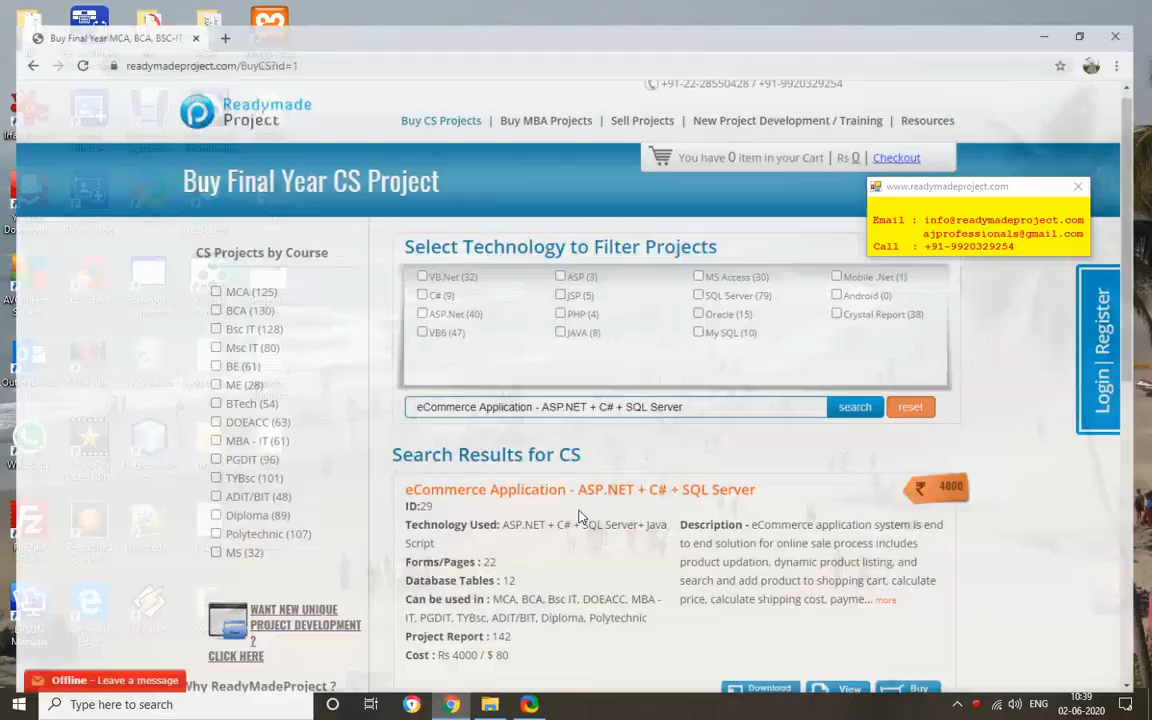 Buy Final Year MCA, BCA, BSC-IT,
readymadeproject.com/BuyCS?id=1
+91-22-28550428 / +91-9920329254
Readymade
Project
Buy CS Projects | Buy MBA Projects | Sell Projects | New Project Development / Training | Resources
You have 0 item in your Cart | Rs 0 | Checkout
Buy Final Year CS Project
www.readymadeproject.com
Email : info@readymadeproject.com
ajprofessionals@gmail.com
Call : +91-9920329254
CS Projects by Course
MCA (125)
BCA (130)
Bsc IT (128)
Msc IT (80)
BE (61)
ME (28)
BTech (54)
DOEACC (63)
MBA - IT (61)
PGDIT (96)
TYBsc (101)
ADIT/BIT (48)
Diploma (89)
Polytechnic (107)
MS (32)
WANT NEW UNIQUE
PROJECT DEVELOPMENT
?
CLICK HERE
Why ReadyMadeProject ?
Select Technology to Filter Projects
VB.Net (32) ASP (3) MS Access (30) Mobile .Net (1)
C# (9) JSP (5) SQL Server (79) Android (0)
ASP.Net (40) PHP (4) Oracle (15) Crystal Report (38)
VB6 (47) JAVA (8) My SQL (10)
eCommerce Application - ASP.NET + C# + SQL Server search reset
Login | Register
Search Results for CS
eCommerce Application - ASP.NET + C# + SQL Server
₹ 4000
ID:29
Technology Used: ASP.NET + C# + SQL Server+ Java
Script
Forms/Pages : 22
Database Tables : 12
Can be used in : MCA, BCA, Bsc IT, DOEACC, MBA -
IT, PGDIT, TYBsc, ADIT/BIT, Diploma, Polytechnic
Project Report : 142
Cost : Rs 4000 / $ 80
Description - eCommerce application system is end
to end solution for online sale process includes
product updation, dynamic product listing, and
search and add product to shopping cart, calculate
price, calculate shipping cost, payme... more
Download View Buy
Offline - Leave a message
Type here to search
ENG
10:39
02-06-2020